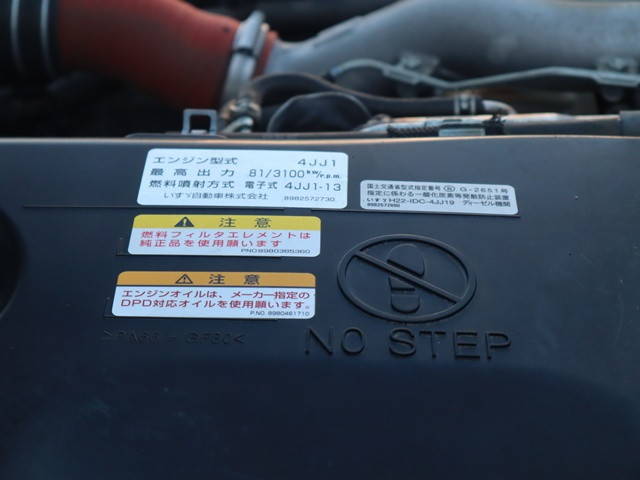 エンジン型式 4JJ1
最高出力 81/3100kw/r.p.m.
燃料噴射方式 電子式 4JJ1-13
いすゞ自動車株式会社 8982572730
国土交通省型式指定番号 G-2651号
指定に係わる一酸化炭素等発散防止装置
いすゞ H22-IDC-4JJ19 ディーゼル機関
8982572690
注意
燃料フィルタエレメントは
純正品を使用願います
PNO8980365360
注意
エンジンオイルは、メーカー指定の
DPD対応オイルを使用願います。
P.NO. 8980461710
NO STEP